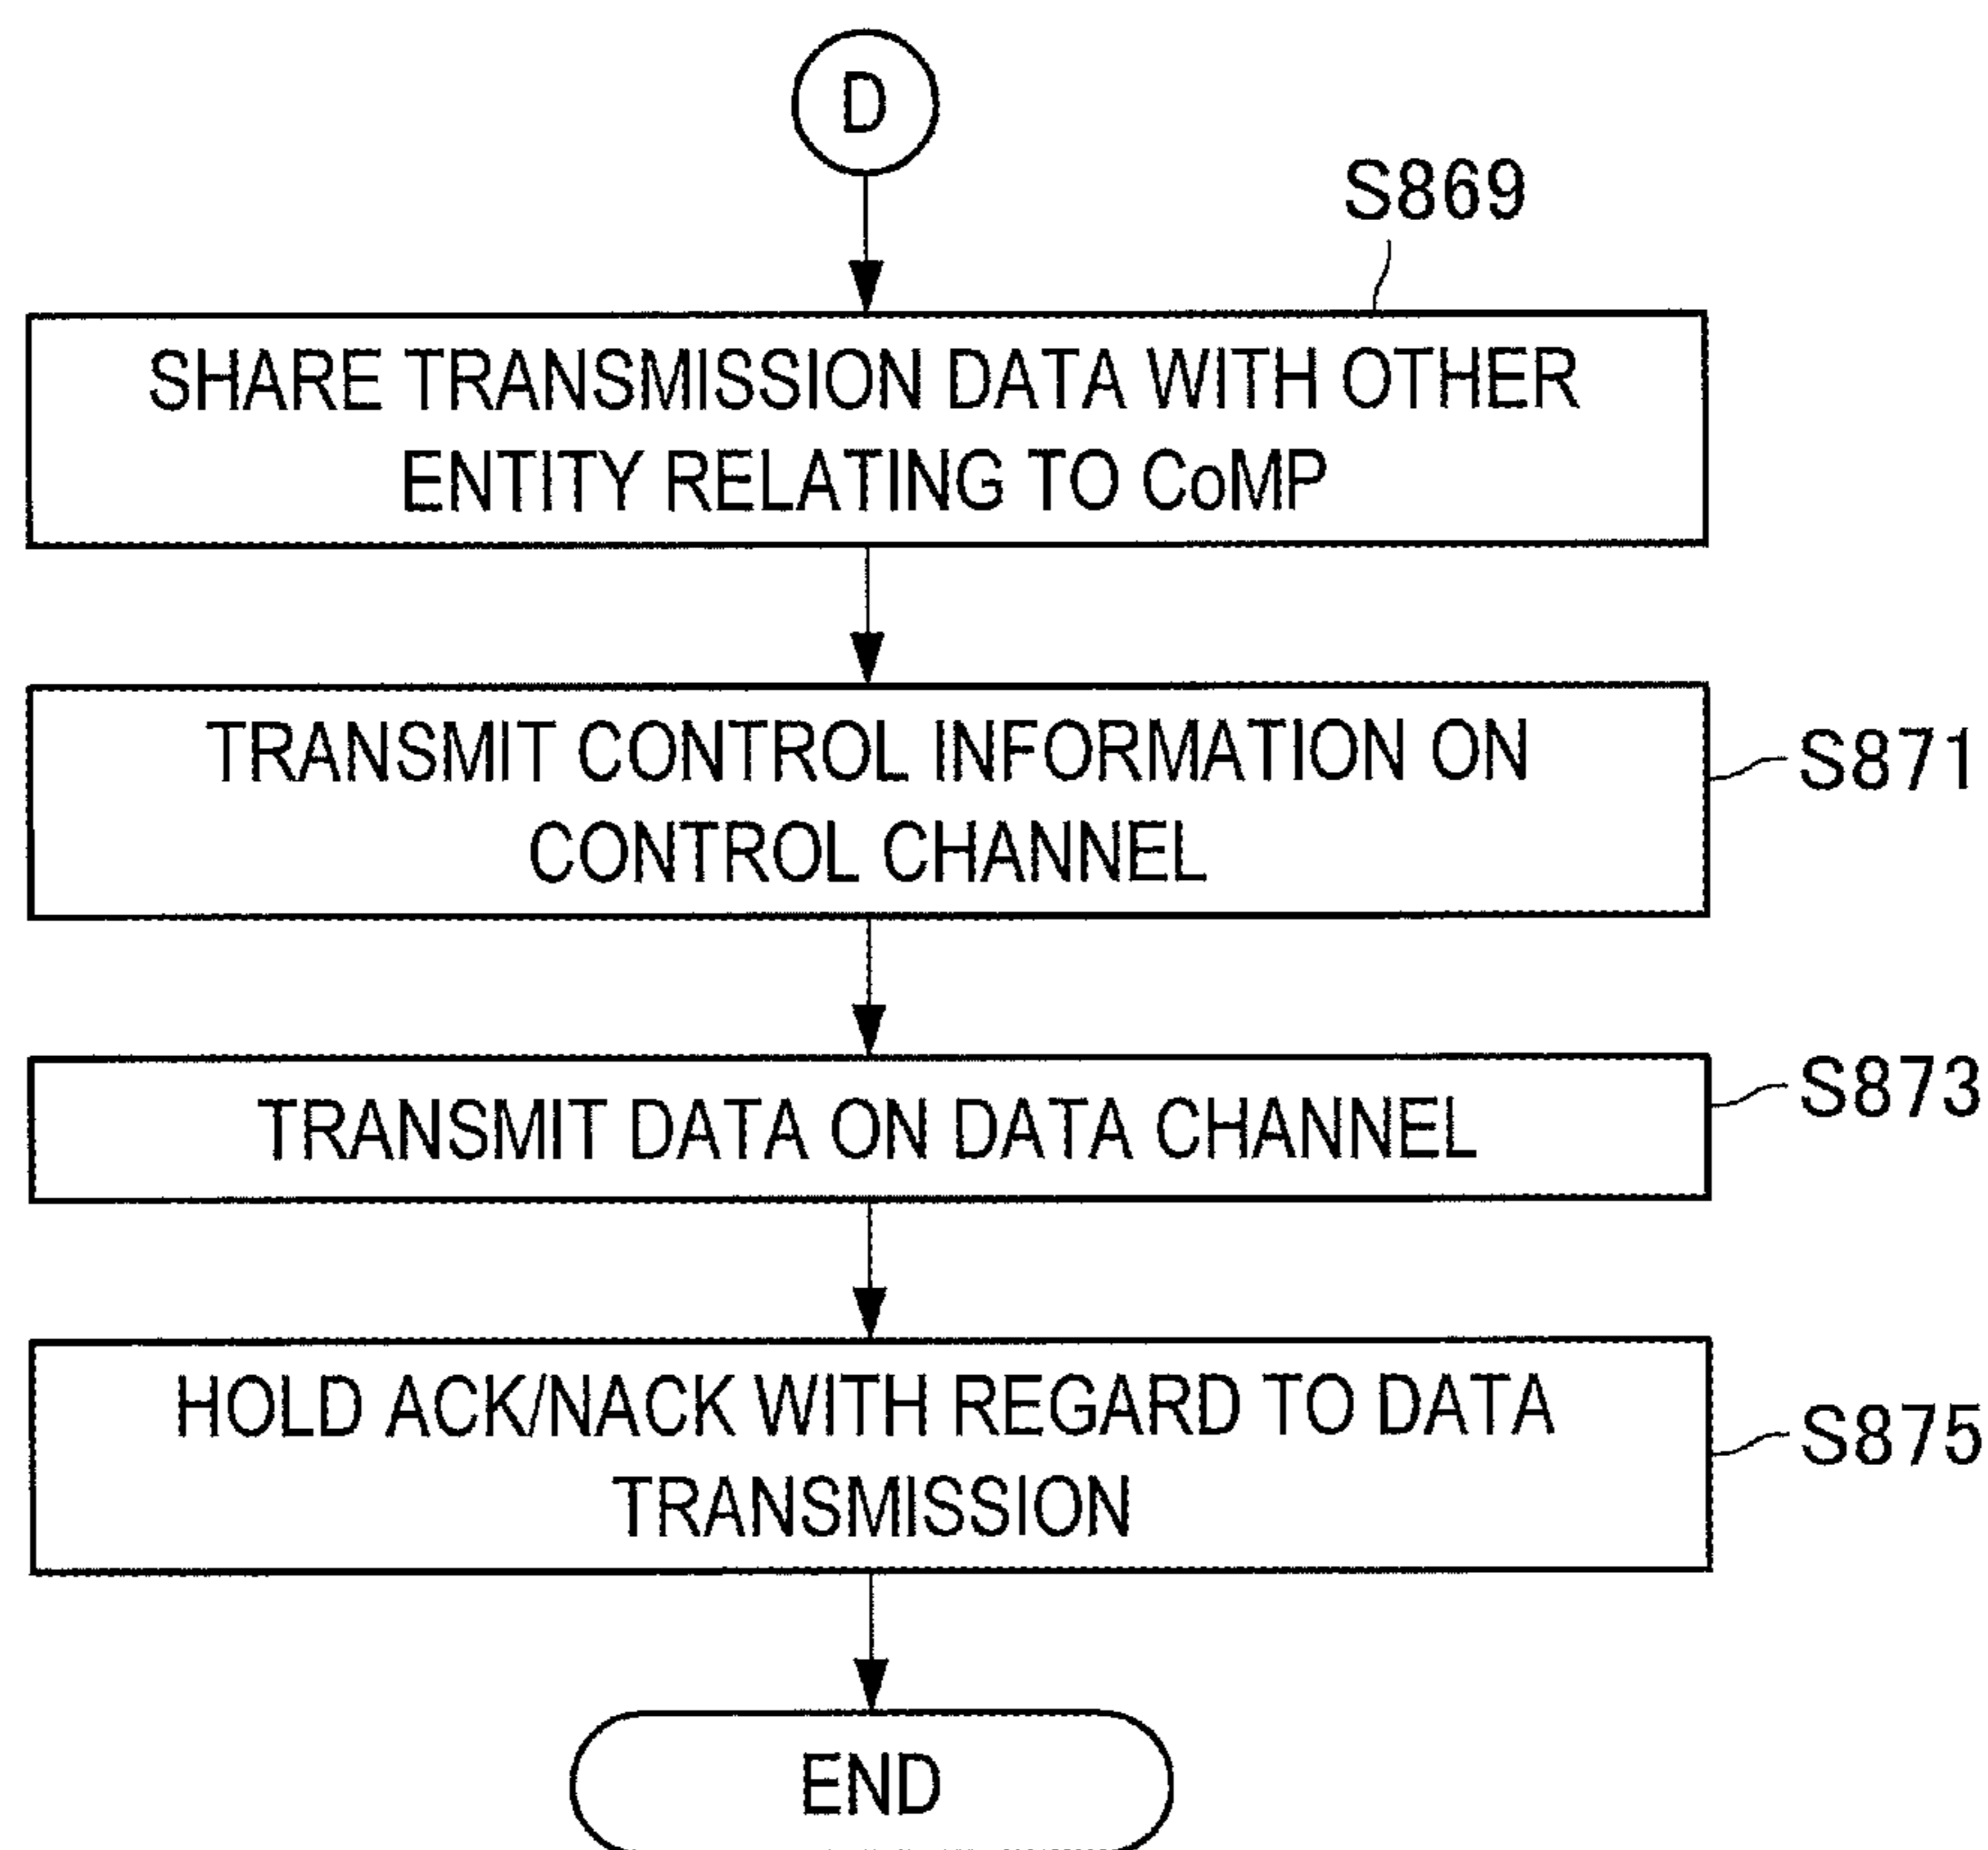 D
S869
SHARE TRANSMISSION DATA WITH OTHER
ENTITY RELATING TO CoMP
TRANSMIT CONTROL INFORMATION ON
CONTROL CHANNEL
S871
TRANSMIT DATA ON DATA CHANNEL
S873
HOLD ACK/NACK WITH REGARD TO DATA
TRANSMISSION
S875
END